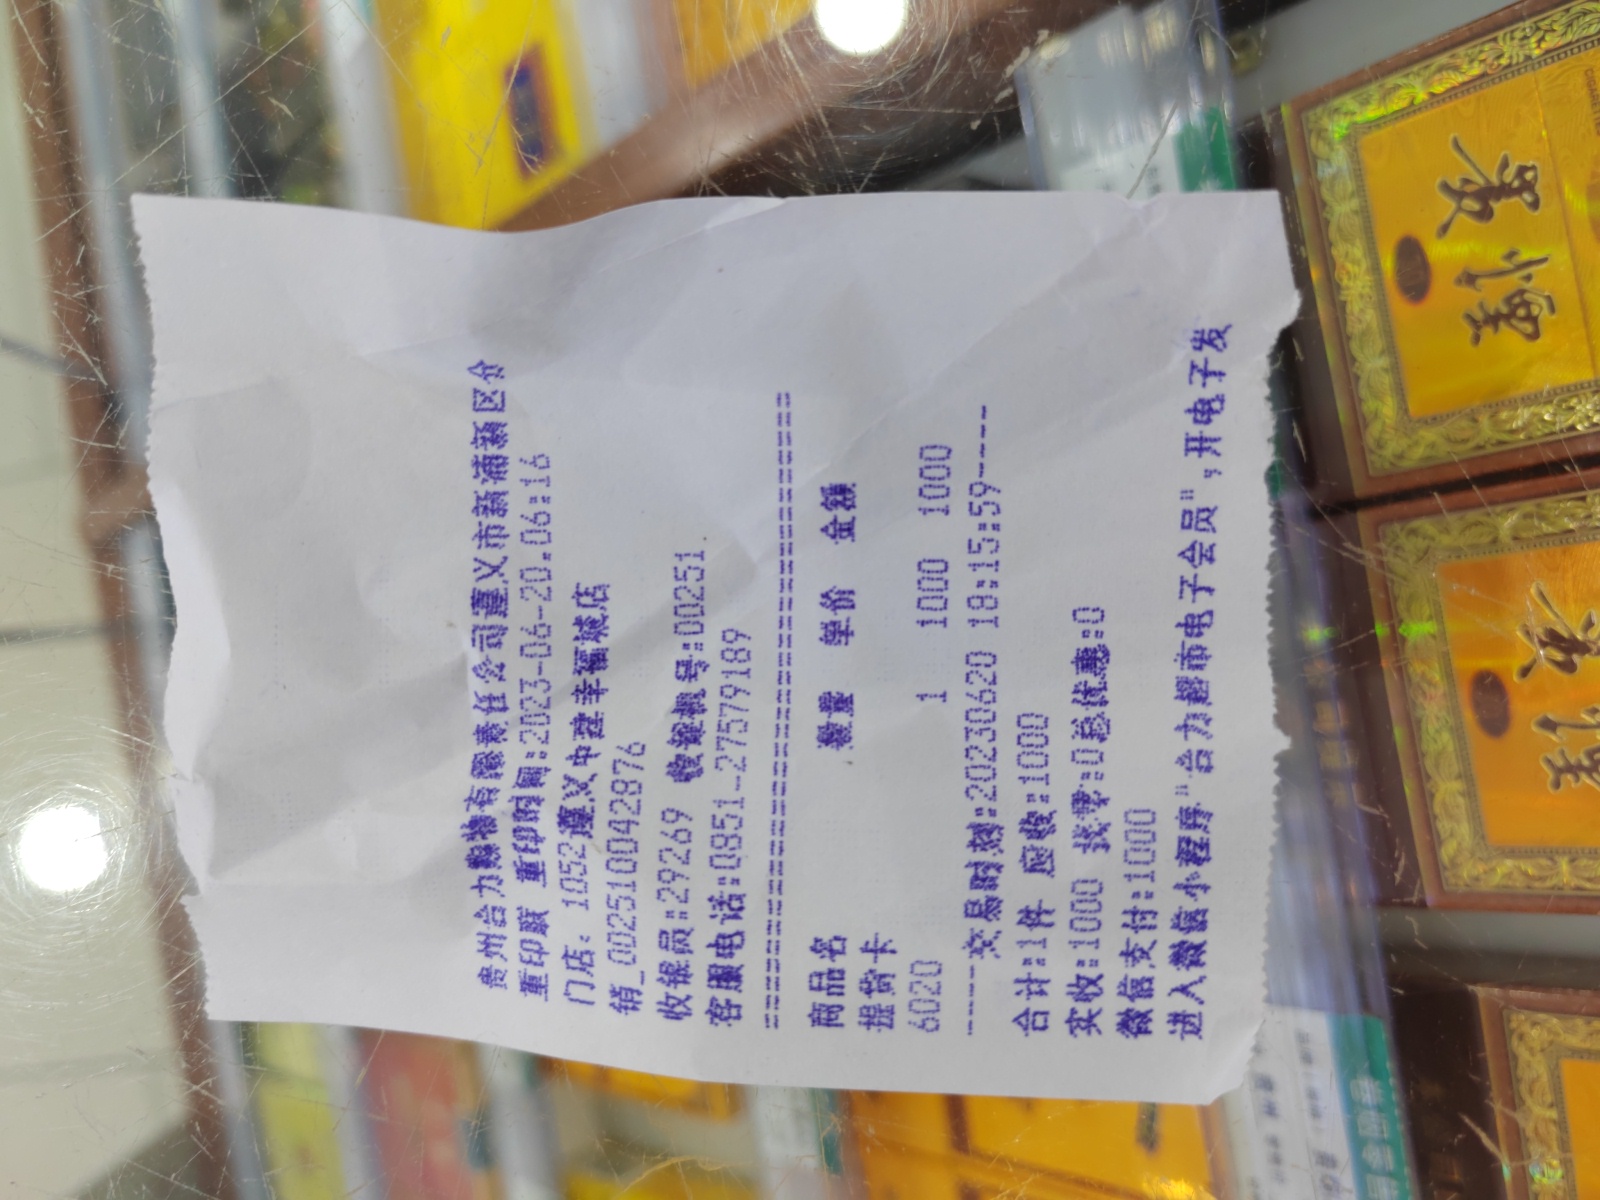 贵州合力购物有限责任公司遵义市新浦新区分
重印联 重印时间:2023-06-20.06:16
门店: 1052遵义中建幸福城店
销_002510042876
收银员:29269 收银机号:00251
客服电话:0851-27579189
==========================================
商品名 数量 单价 金额
提货卡
6020 1 1000 1000
-----交易时刻:20230620 18:15:59-----
合计:1件 应收:1000
实收:1000 找零:0总优惠:0
微信支付:1000
进入微信小程序"合力超市电子会员",开电子发